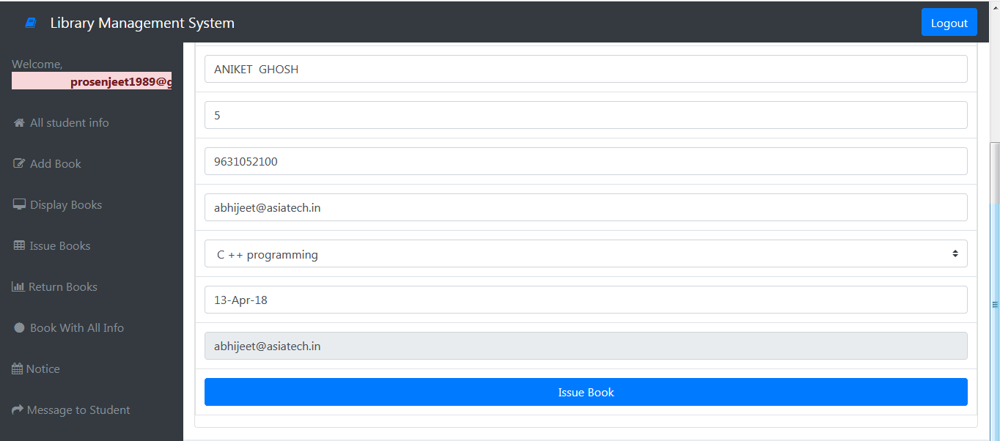 Library Management System
Logout
Welcome,
prosenjeet1989@g
All student info
Add Book
Display Books
Issue Books
Return Books
Book With All Info
Notice
Message to Student
ANIKET  GHOSH
5
9631052100
abhijeet@asiatech.in
C ++ programming
13-Apr-18
abhijeet@asiatech.in
Issue Book